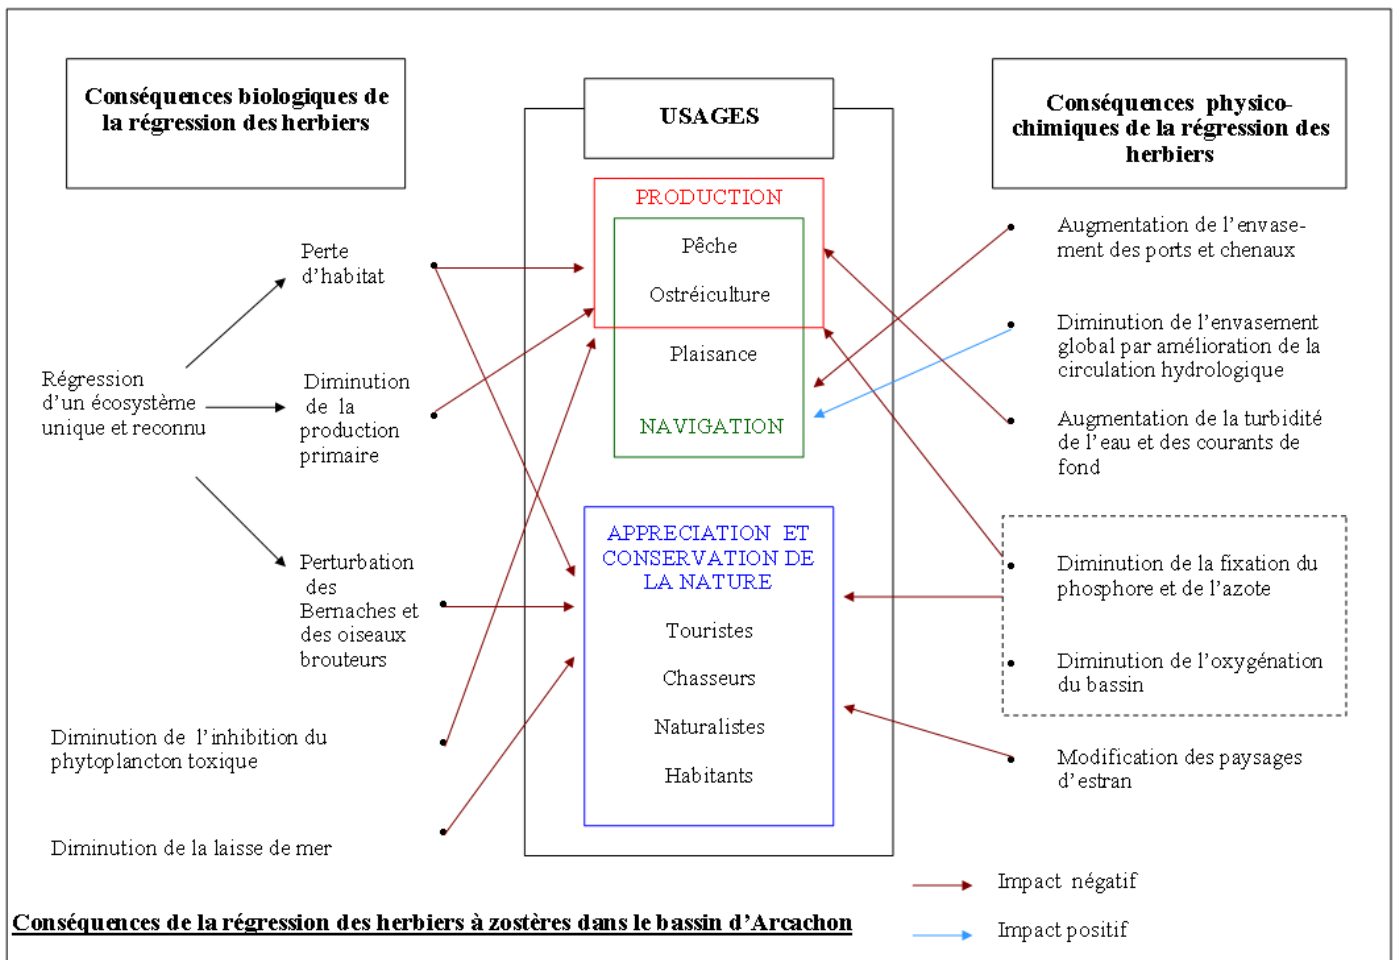 Conséquences biologiques de
la régression des herbiers
USAGES
Conséquences physico-
chimiques de la régression des
herbiers
Régression
d'un écosystème
unique et reconnu
Perte
d'habitat
Diminution
de la
production
primaire
Perturbation
des
Bernaches et
des oiseaux
brouteurs
Diminution de l'inhibition du
phytoplancton toxique
Diminution de la laisse de mer
PRODUCTION
Pêche
Ostréiculture
Plaisance
NAVIGATION
APPRECIATION ET
CONSERVATION DE
LA NATURE
Touristes
Chasseurs
Naturalistes
Habitants
Augmentation de l'envase-
ment des ports et chenaux
Diminution de l'envasement
global par amélioration de la
circulation hydrologique
Augmentation de la turbidité
de l'eau et des courants de
fond
Diminution de la fixation du
phosphore et de l'azote
Diminution de l'oxygénation
du bassin
Modification des paysages
d'estran
Impact négatif
Impact positif
Conséquences de la régression des herbiers à zostères dans le bassin d'Arcachon